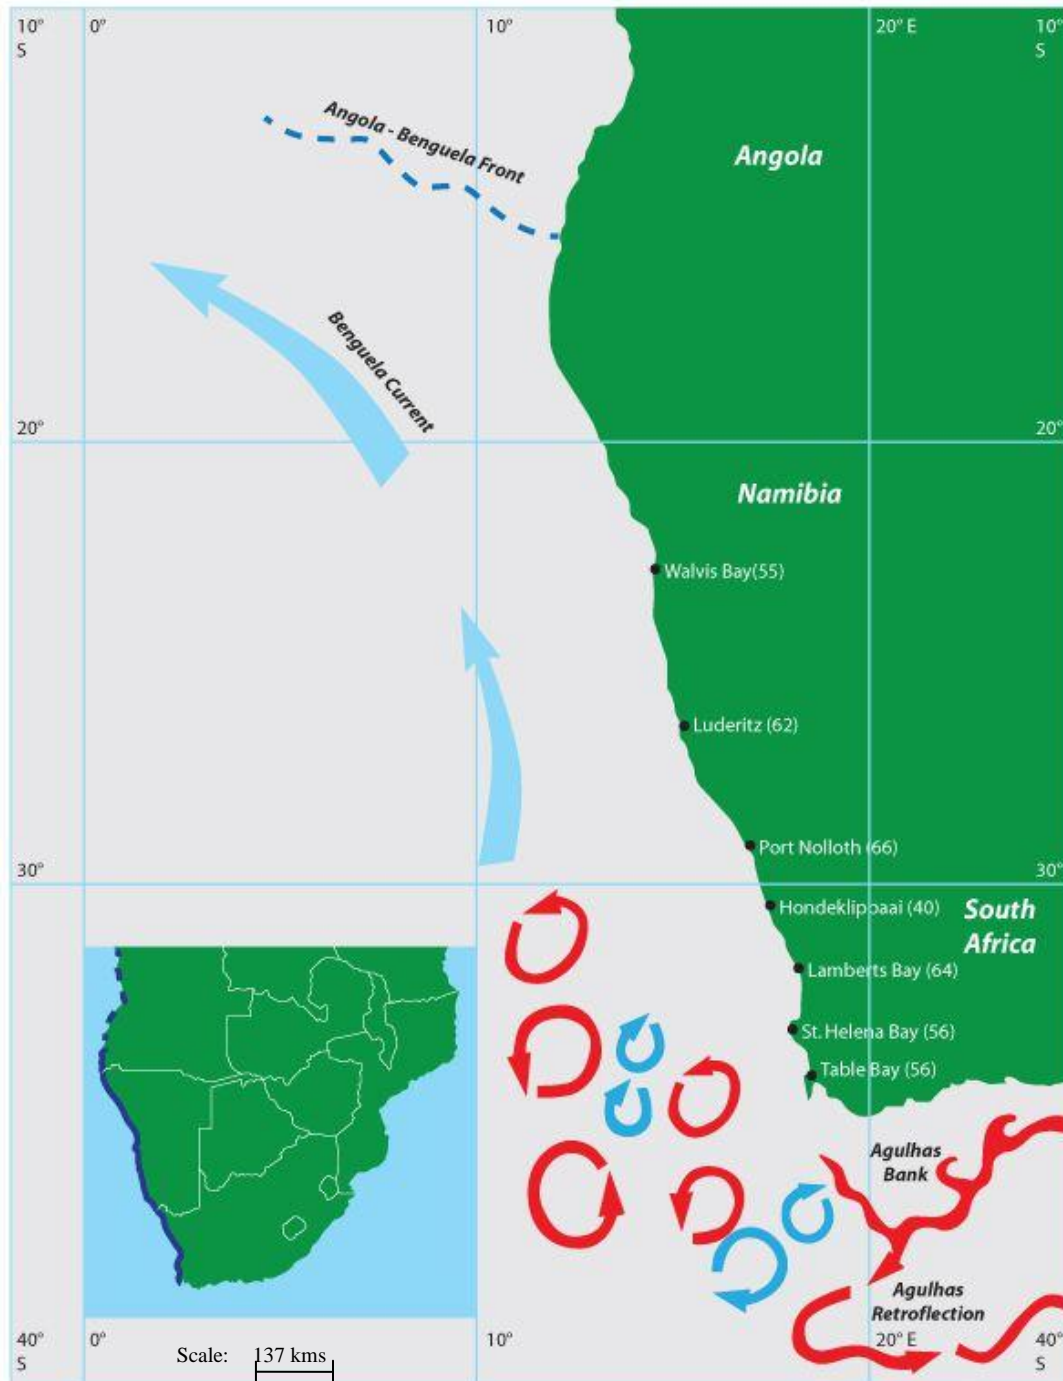 10°
S
0°
10°
20° E
10°
S
Angola - Benguela Front
Angola
Benguela Current
20°
20°
Namibia
Walvis Bay(55)
Luderitz (62)
Port Nolloth (66)
30°
30°
Hondeklipbaai (40)
South
Africa
Lamberts Bay (64)
St. Helena Bay (56)
Table Bay (56)
Agulhas
Bank
Agulhas
Retroflection
40°
S
0°
10°
20° E
40°
S
Scale: 137 kms